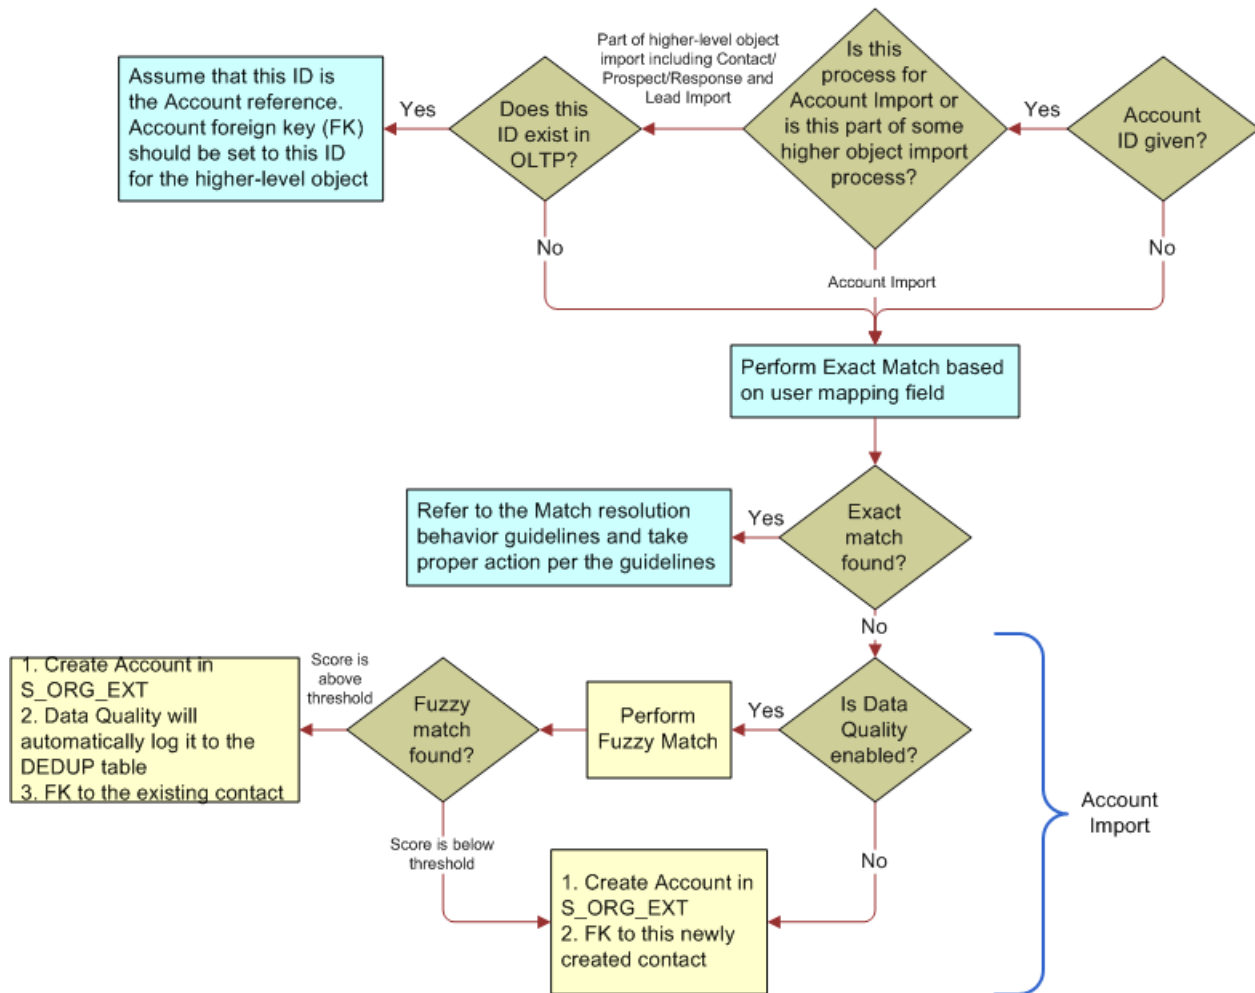 Part of higher-level object
import including Contact/
Prospect/Response and
Lead Import
Is this
process for
Account Import or
is this part of some
higher object import
process?
Assume that this ID is
the Account reference.
Account foreign key (FK)
should be set to this ID
for the higher-level object
Yes
Does this
ID exist in
OLTP?
Yes
Account
ID given?
No
No
Account Import
Perform Exact Match based
on user mapping field
Refer to the Match resolution
behavior guidelines and take
proper action per the guidelines
Yes
Exact
match
found?
No
1. Create Account in
S_ORG_EXT
2. Data Quality will
automatically log it to the
DEDUP table
3. FK to the existing contact
Score is
above
threshold
Fuzzy
match
found?
Perform
Fuzzy Match
Yes
Is Data
Quality
enabled?
Account
Import
Score is below
threshold
No
1. Create Account in
S_ORG_EXT
2. FK to this newly
created contact